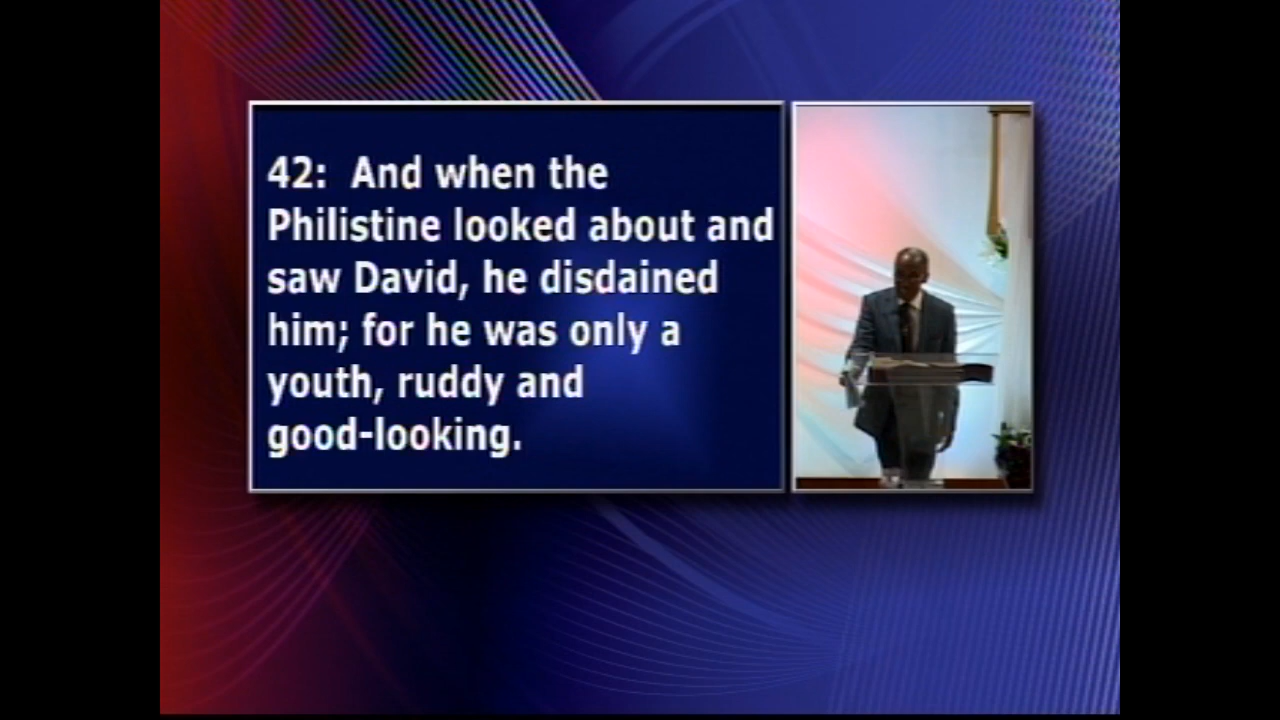 42:  And when the
Philistine looked about and
saw David, he disdained
him; for he was only a
youth, ruddy and
good-looking.